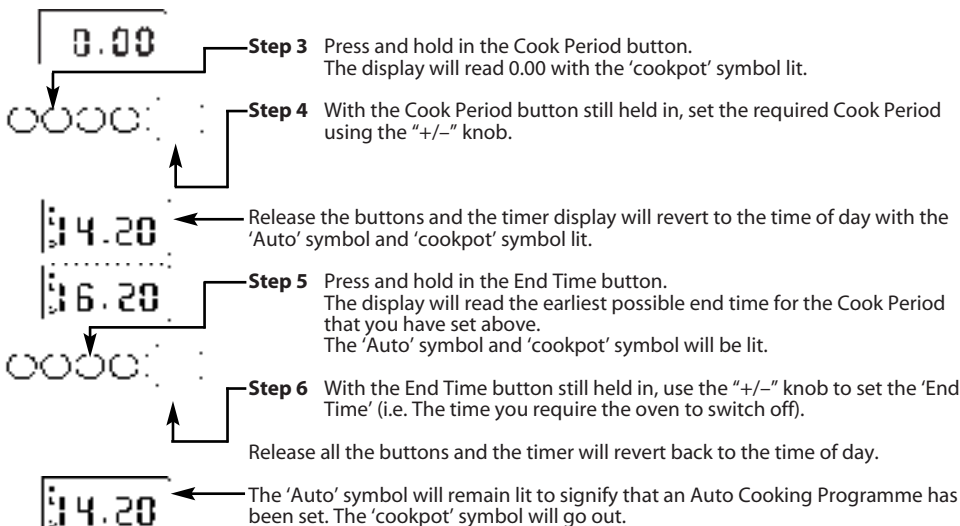 0.00
Step 3 Press and hold in the Cook Period button.
The display will read 0.00 with the ‘cookpot’ symbol lit.
Step 4 With the Cook Period button still held in, set the required Cook Period
using the “+/–” knob.
14.20
Release the buttons and the timer display will revert to the time of day with the
‘Auto’ symbol and ‘cookpot’ symbol lit.
16.20
Step 5 Press and hold in the End Time button.
The display will read the earliest possible end time for the Cook Period
that you have set above.
The ‘Auto’ symbol and ‘cookpot’ symbol will be lit.
Step 6 With the End Time button still held in, use the “+/–” knob to set the ‘End
Time’ (i.e. The time you require the oven to switch off).
Release all the buttons and the timer will revert back to the time of day.
14.20
The ‘Auto’ symbol will remain lit to signify that an Auto Cooking Programme has
been set. The ‘cookpot’ symbol will go out.